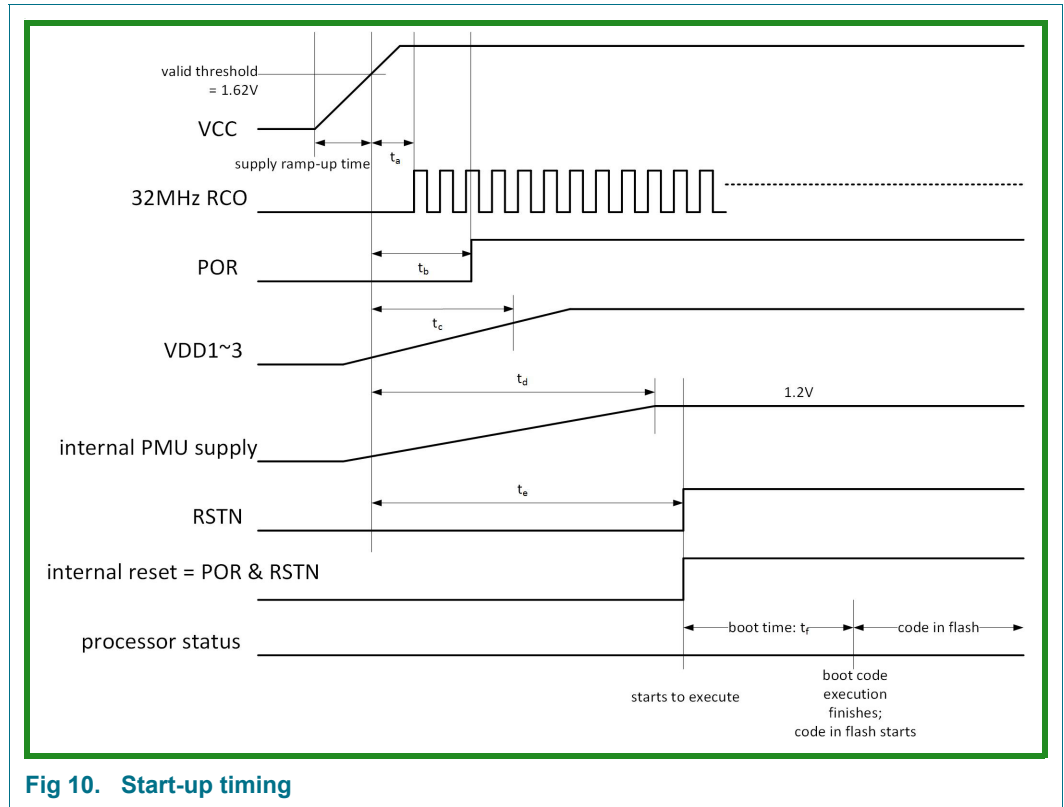 valid threshold
= 1.62V
VCC
supply ramp-up time
ta
32MHz RCO
POR
tb
VDD1~3
tc
td
1.2V
internal PMU supply
te
RSTN
internal reset = POR & RSTN
processor status
boot time: tf
code in flash
starts to execute
boot code
execution
finishes;
code in flash starts
Fig 10. Start-up timing